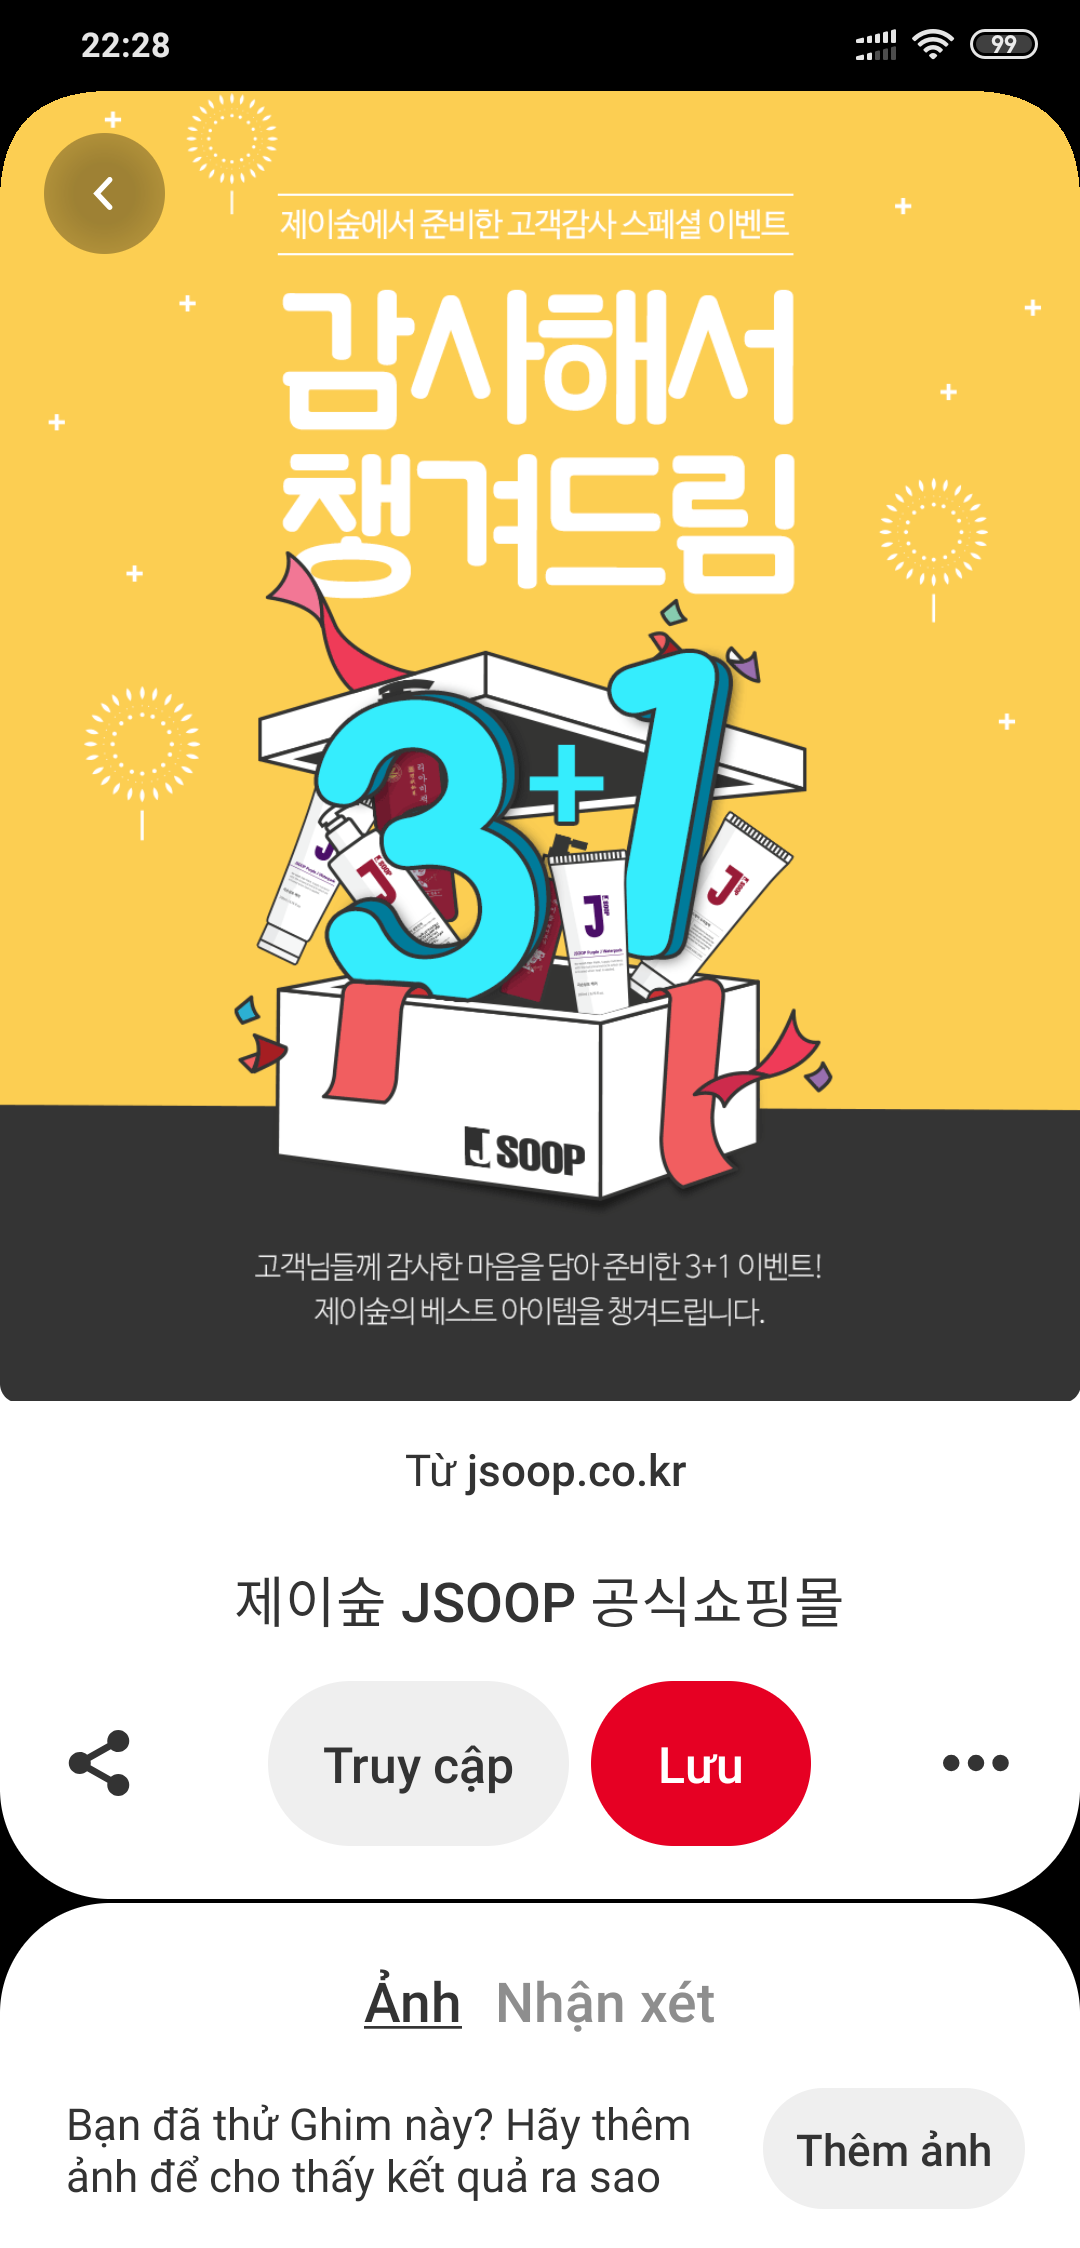 22:28
99
제이숲에서 준비한 고객감사 스페셜 이벤트
감사해서
챙겨드림
3+1
J SOOP
J SOOP
J SOOP
J SOOP
고객님들께 감사한 마음을 담아 준비한 3+1 이벤트!
제이숲의 베스트 아이템을 챙겨드립니다.
Từ jsoop.co.kr
제이숲 JSOOP 공식쇼핑몰
Truy cập
Lưu
Ảnh
Nhận xét
Bạn đã thử Ghim này? Hãy thêm
ảnh để cho thấy kết quả ra sao
Thêm ảnh